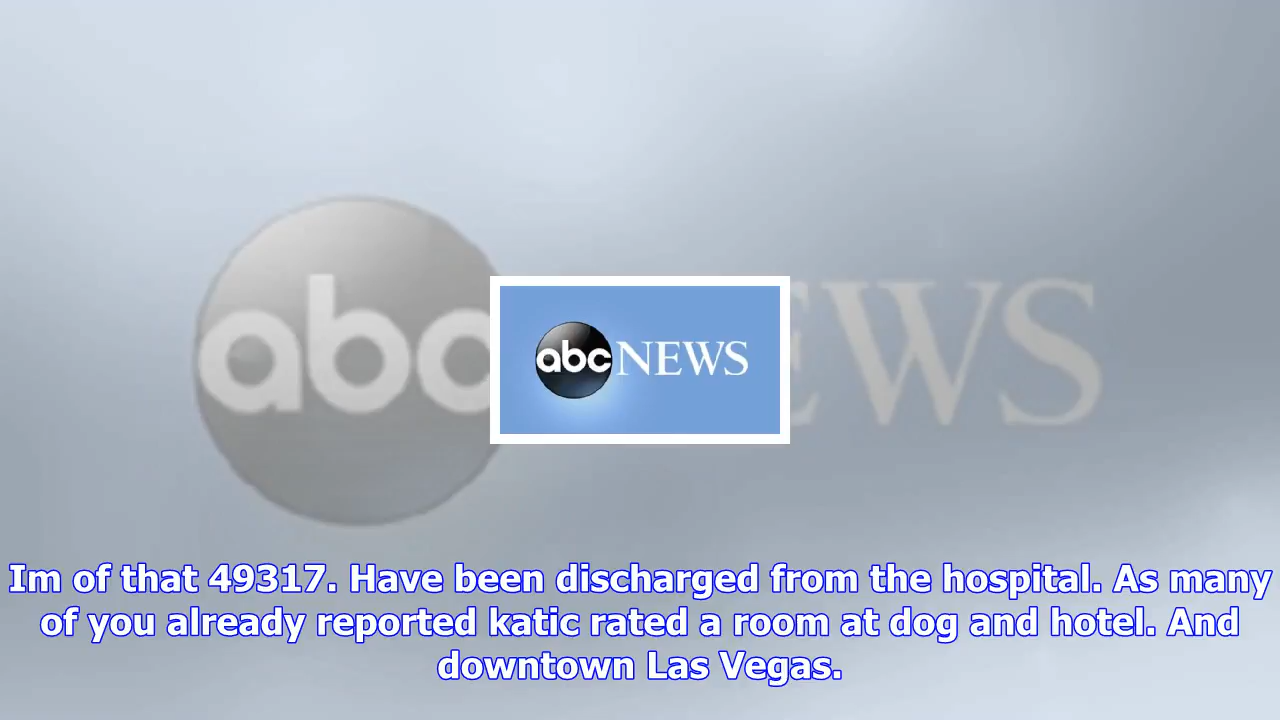 abc EWS
abc NEWS
Im of that 49317. Have been discharged from the hospital. As many
of you already reported katic rated a room at dog and hotel. And
downtown Las Vegas.